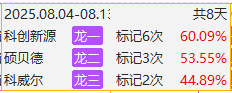 2025.08.04-08.13 共8天
科创新源 龙一 标记6次 60.09%
硕贝德 龙二 标记3次 53.55%
科威尔 龙三 标记2次 44.89%